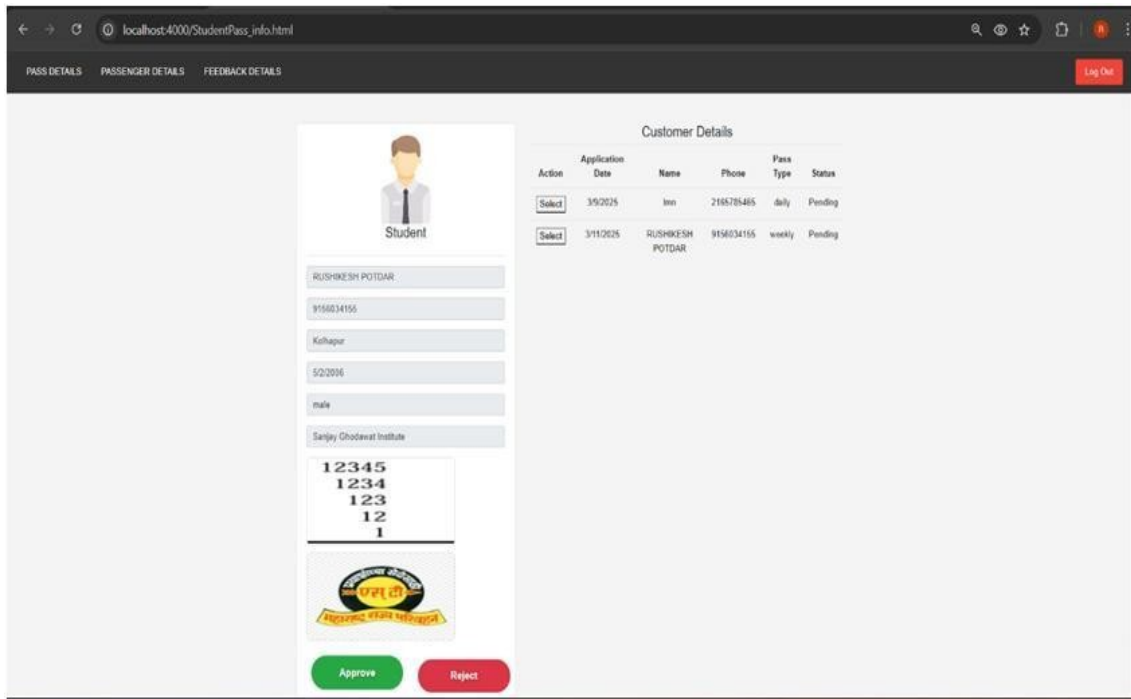 localhost:4000/StudentPass_info.html
PASS DETAILS PASSENGER DETAILS FEEDBACK DETAILS Log Out
Student
RUSHIKESH POTDAR
9156034155
Kolhapur
5/2/2006
male
Sanjay Ghodawat Institute
12345
1234
123
12
1
एस टी
महाराष्ट्र राज्य परिवहन
Approve Reject
Customer Details
Action Application Date Name Phone Pass Type Status
Select 3/9/2025 lmn 2165785465 daily Pending
Select 3/11/2025 RUSHIKESH POTDAR 9156034155 weekly Pending